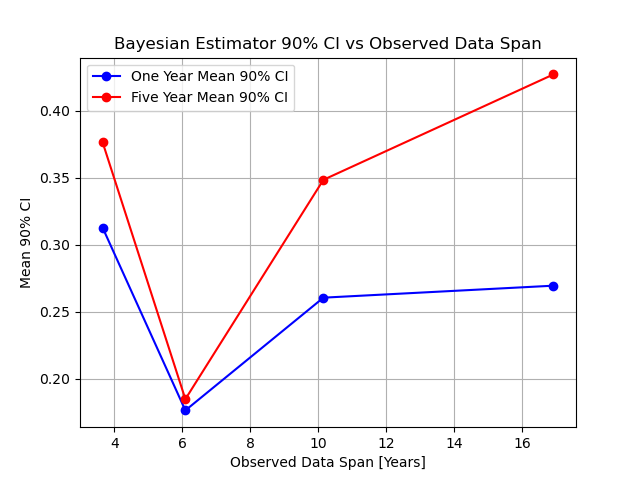 Bayesian Estimator 90% CI vs Observed Data Span
One Year Mean 90% CI
Five Year Mean 90% CI
Mean 90% CI
0.40
0.35
0.30
0.25
0.20
4 6 8 10 12 14 16
Observed Data Span [Years]